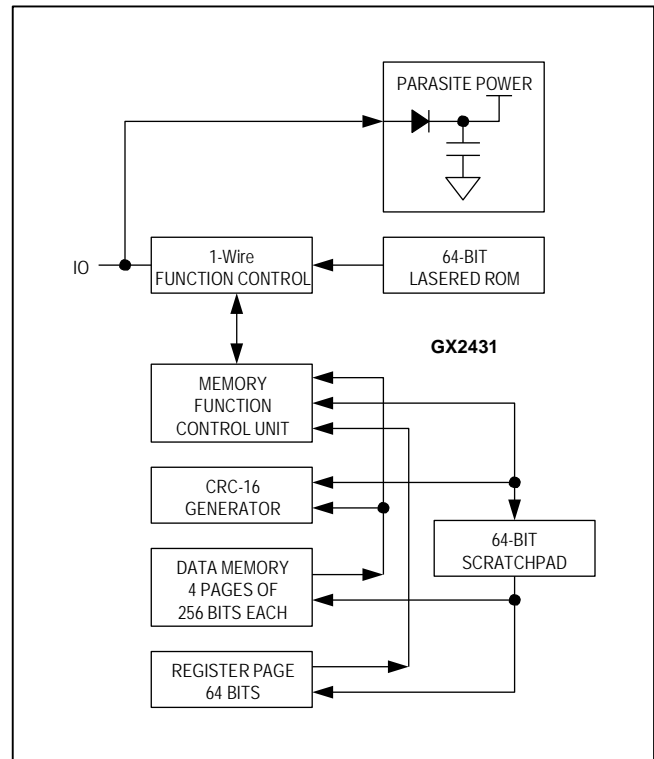 PARASITE POWER
IO
1-Wire
FUNCTION CONTROL
64-BIT
LASERED ROM
GX2431
MEMORY
FUNCTION
CONTROL UNIT
CRC-16
GENERATOR
64-BIT
SCRATCHPAD
DATA MEMORY
4 PAGES OF
256 BITS EACH
REGISTER PAGE
64 BITS